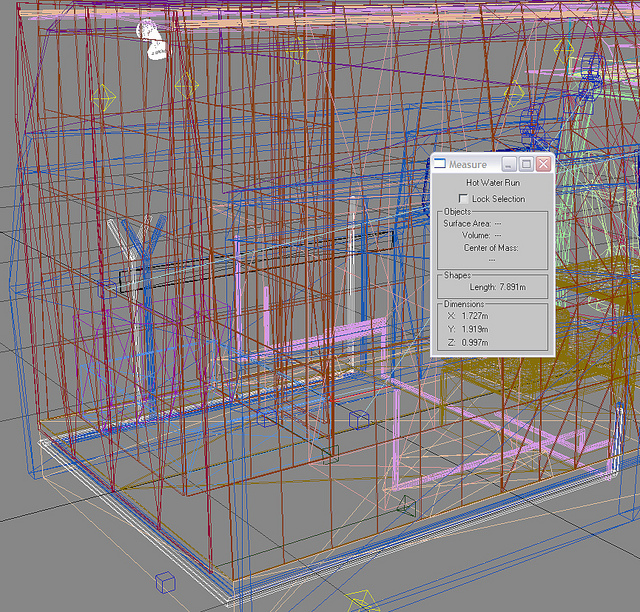 Measure
Hot Water Run
Lock Selection
Objects
Surface Area: ---
Volume: ---
Center of Mass:
---
Shapes
Length: 7.891m
Dimensions
X: 1.727m
Y: 1.919m
Z: 0.997m